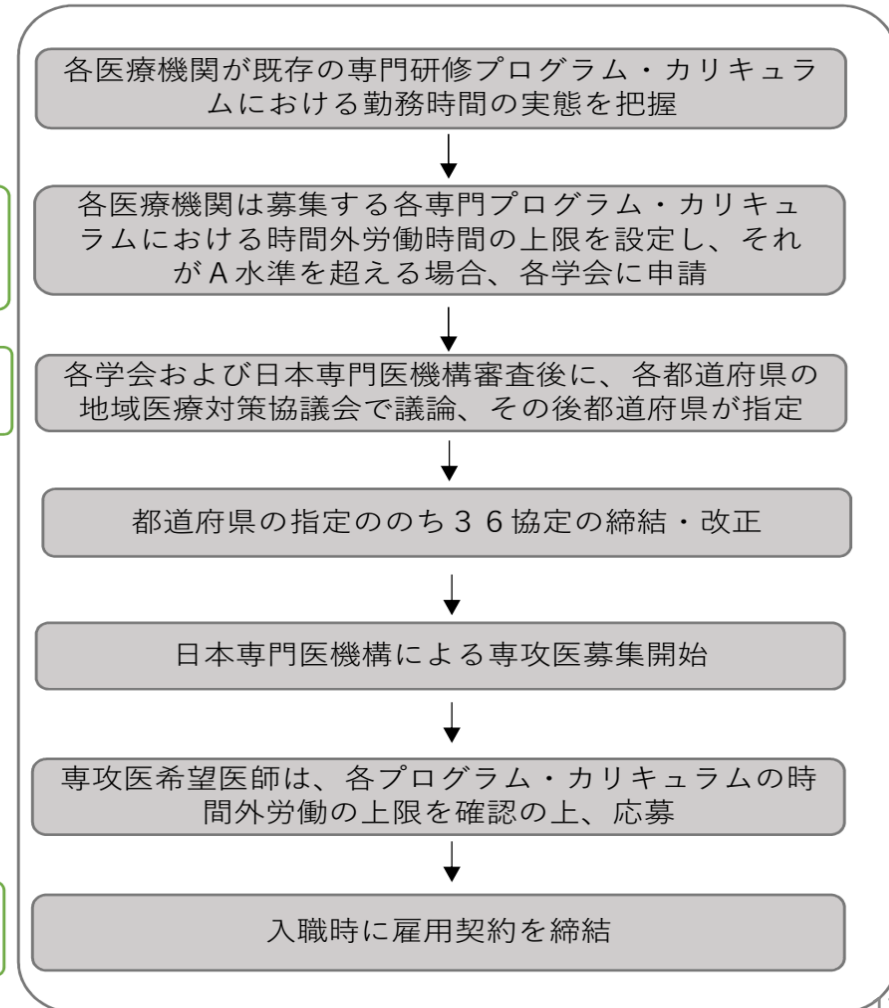 各医療機関が既存の専門研修プログラム・カリキュラ
ムにおける勤務時間の実態を把握
各医療機関は募集する各専門プログラム・カリキュ
ラムにおける時間外労働時間の上限を設定し、それ
がA水準を超える場合、各学会に申請
各学会および日本専門医機構審査後に、各都道府県の
地域医療対策協議会で議論、その後都道府県が指定
都道府県の指定ののち３６協定の締結・改正
日本専門医機構による専攻医募集開始
専攻医希望医師は、各プログラム・カリキュラムの時
間外労働の上限を確認の上、応募
入職時に雇用契約を締結